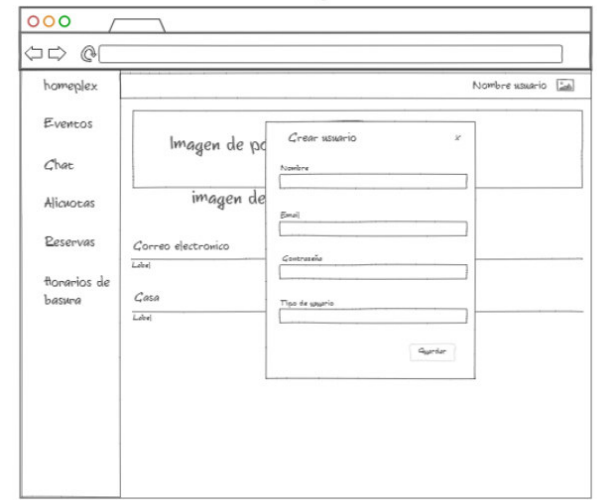 homeplex
Nombre usuario
Eventos
Chat
Alicuotas
Reservas
Horarios de
basura
Imagen de po
imagen de
Correo electronico
Label
Casa
Label
Crear usuario
x
Nombre
Email
Contraseña
Tipo de usuario
Guardar